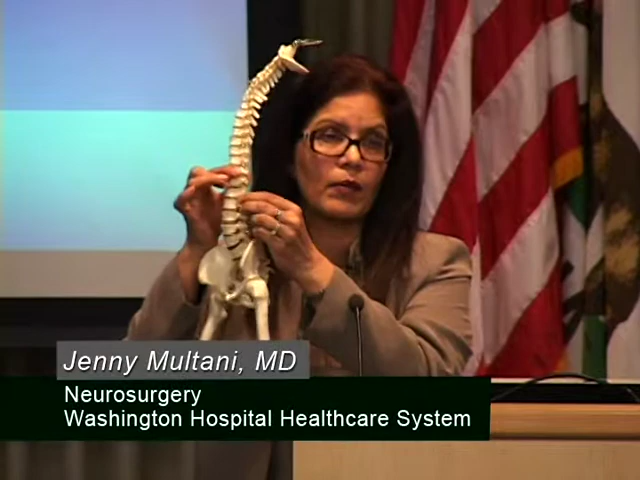 Jenny Multani, MD
Neurosurgery
Washington Hospital Healthcare System